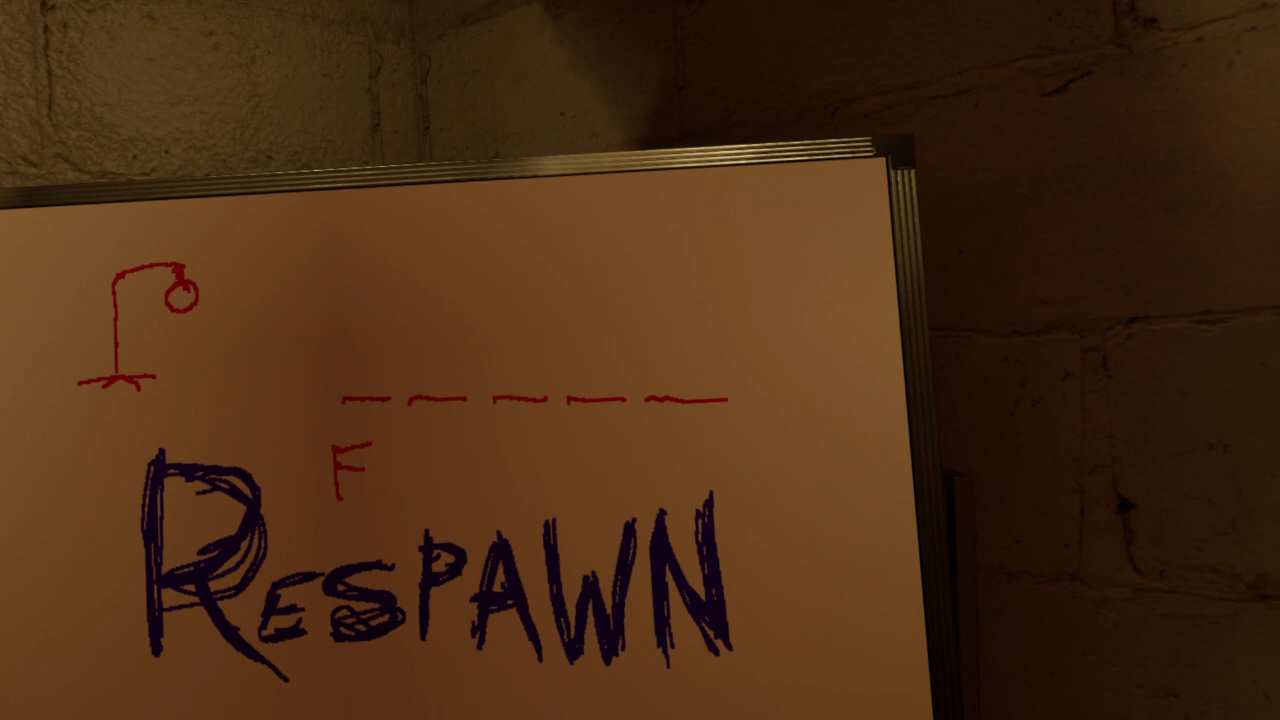 _ _ _ _ _
F
RESPAWN